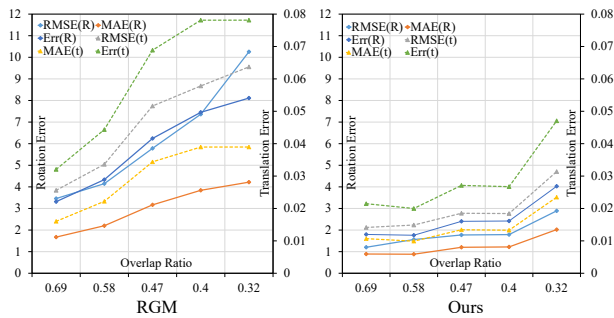 RMSE(R) MAE(R)
Err(R) RMSE(t)
MAE(t) Err(t)
12
11
10
9
8
7
6
5
4
3
2
1
0
Rotation Error
0.08
0.07
0.06
0.05
0.04
0.03
0.02
0.01
0
Translation Error
Overlap Ratio
0.69 0.58 0.47 0.4 0.32
RGM
RMSE(R) MAE(R)
Err(R) RMSE(t)
MAE(t) Err(t)
12
11
10
9
8
7
6
5
4
3
2
1
0
Rotation Error
0.08
0.07
0.06
0.05
0.04
0.03
0.02
0.01
0
Translation Error
Overlap Ratio
0.69 0.58 0.47 0.4 0.32
Ours